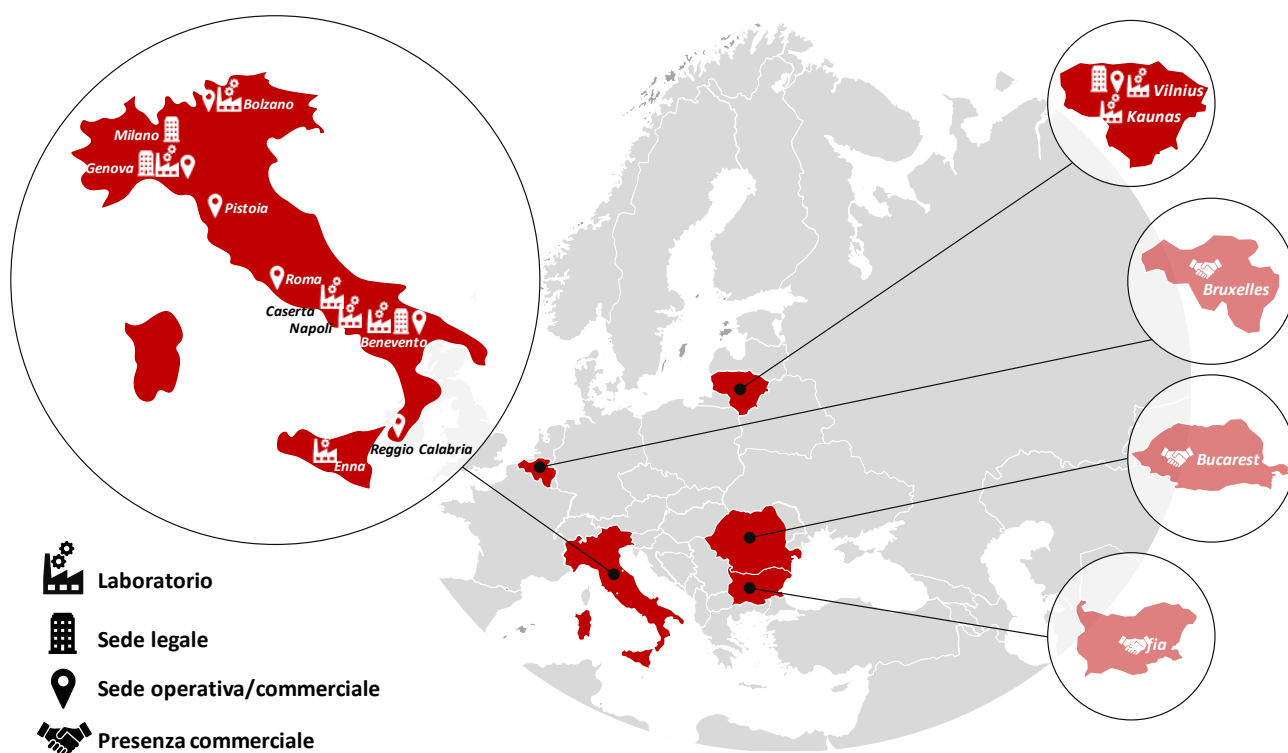 Bolzano
Milano
Genova
Pistoia
Roma
Caserta
Napoli
Benevento
Reggio Calabria
Enna
Vilnius
Kaunas
Bruxelles
Bucarest
fia
Laboratorio
Sede legale
Sede operativa/commerciale
Presenza commerciale